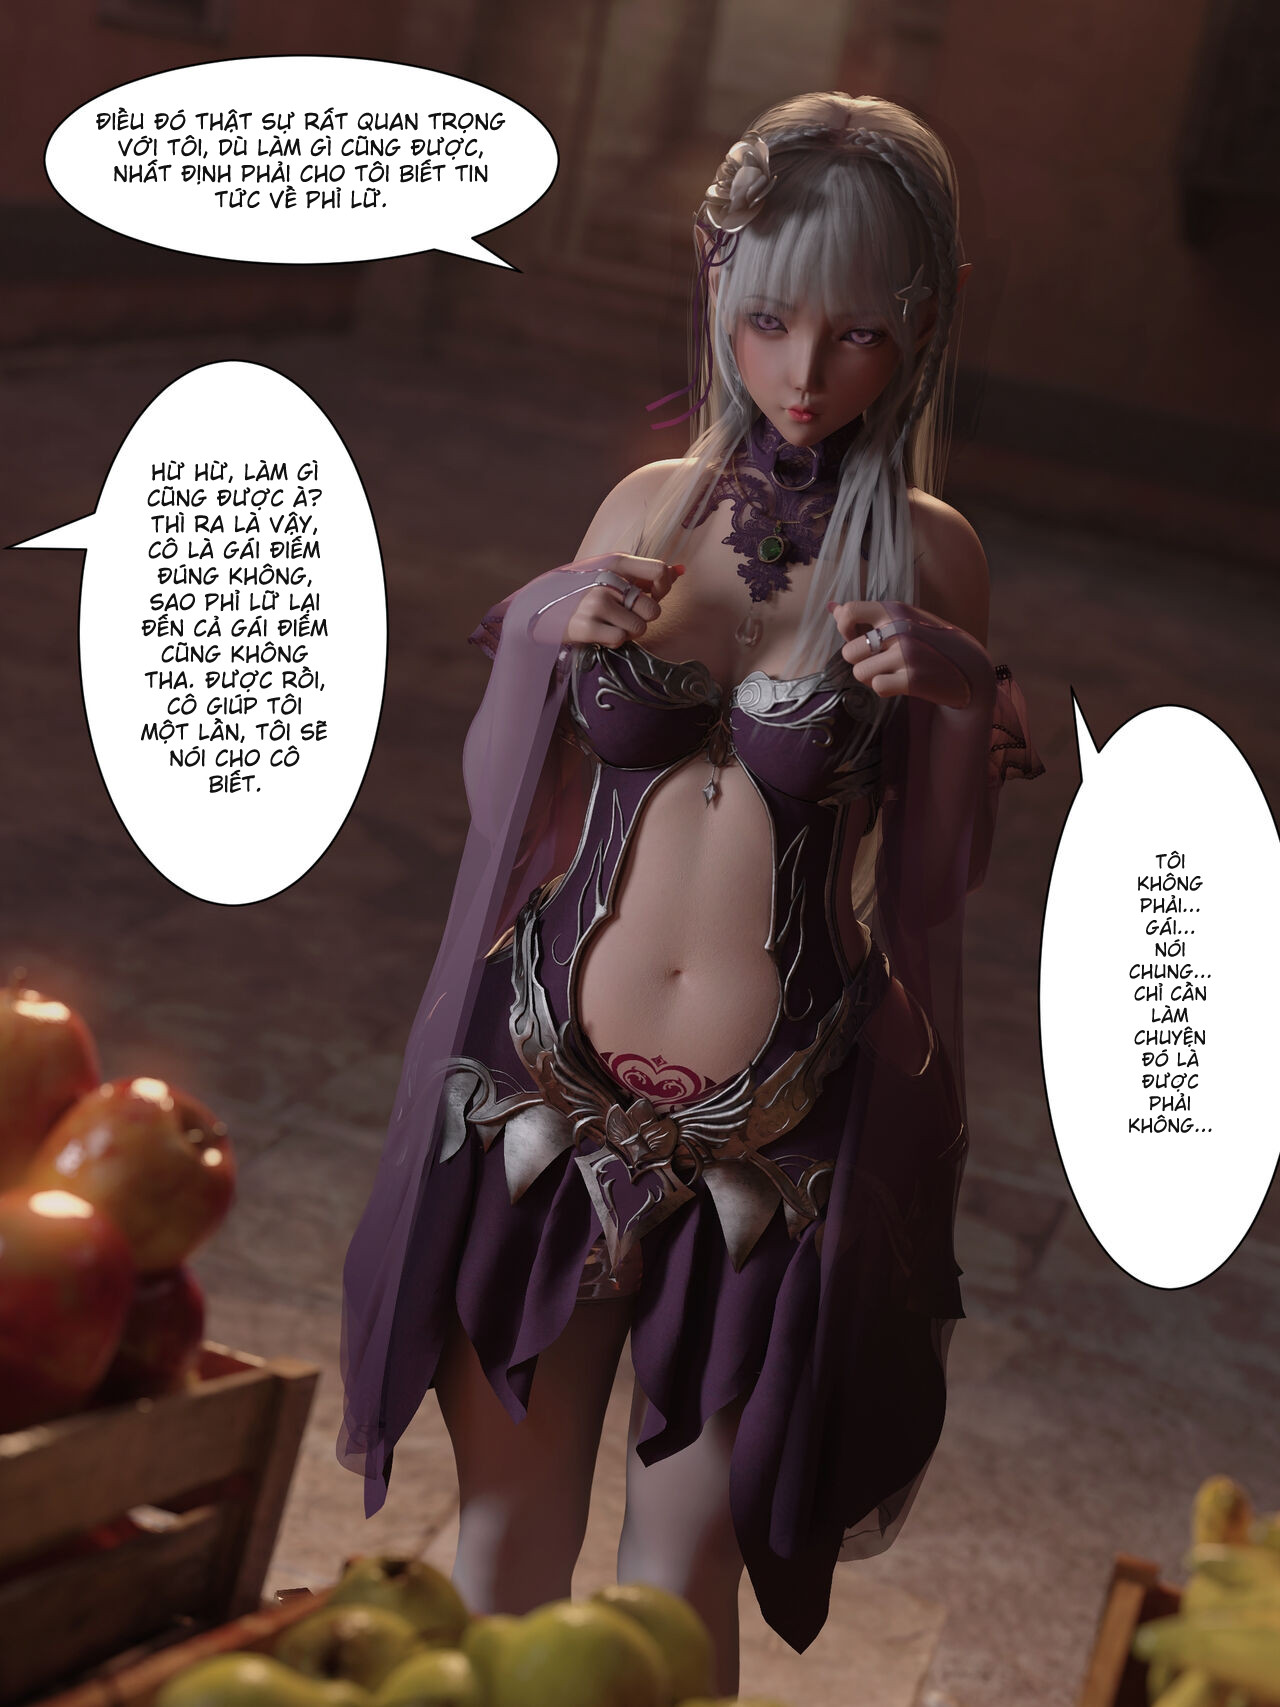 ĐIỀU ĐÓ THẬT SỰ RẤT QUAN TRỌNG
VỚI TÔI, DÙ LÀM GÌ CŨNG ĐƯỢC,
NHẤT ĐỊNH PHẢI CHO TÔI BIẾT TIN
TỨC VỀ PHỈ LỮ.
HỪ HỪ, LÀM GÌ
CŨNG ĐƯỢC À?
THÌ RA LÀ VẬY,
CÔ LÀ GÁI ĐIẾM
ĐÚNG KHÔNG,
SAO PHỈ LỮ LẠI
ĐẾN CẢ GÁI ĐIẾM
CŨNG KHÔNG
THA. ĐƯỢC RỒI,
CÔ GIÚP TÔI
MỘT LẦN, TÔI SẼ
NÓI CHO CÔ
BIẾT.
TÔI
KHÔNG
PHẢI...
GÁI...
NÓI
CHUNG...
CHỈ CẦN
LÀM
CHUYỆN
ĐÓ LÀ
ĐƯỢC
PHẢI
KHÔNG...